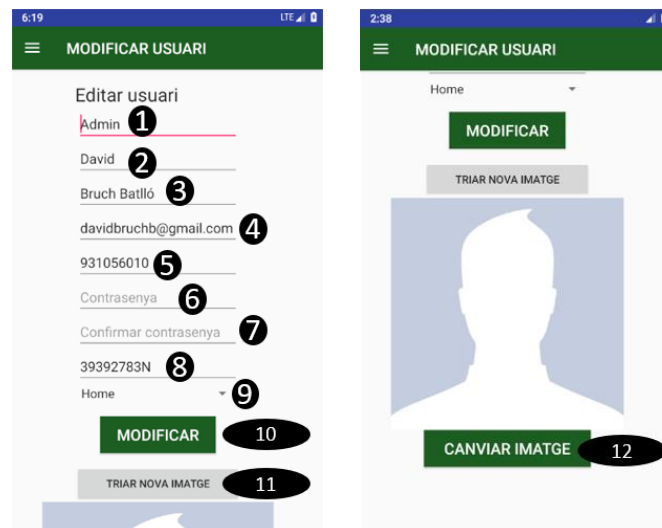 6:19 LTE
MODIFICAR USUARI
Editar usuari
Admin 1
David 2
Bruch Batlló 3
davidbruchb@gmail.com 4
931056010 5
Contrasenya 6
Confirmar contrasenya 7
39392783N 8
Home 9
MODIFICAR 10
TRIAR NOVA IMATGE 11
2:38
MODIFICAR USUARI
Home
MODIFICAR
TRIAR NOVA IMATGE
CANVIAR IMATGE 12